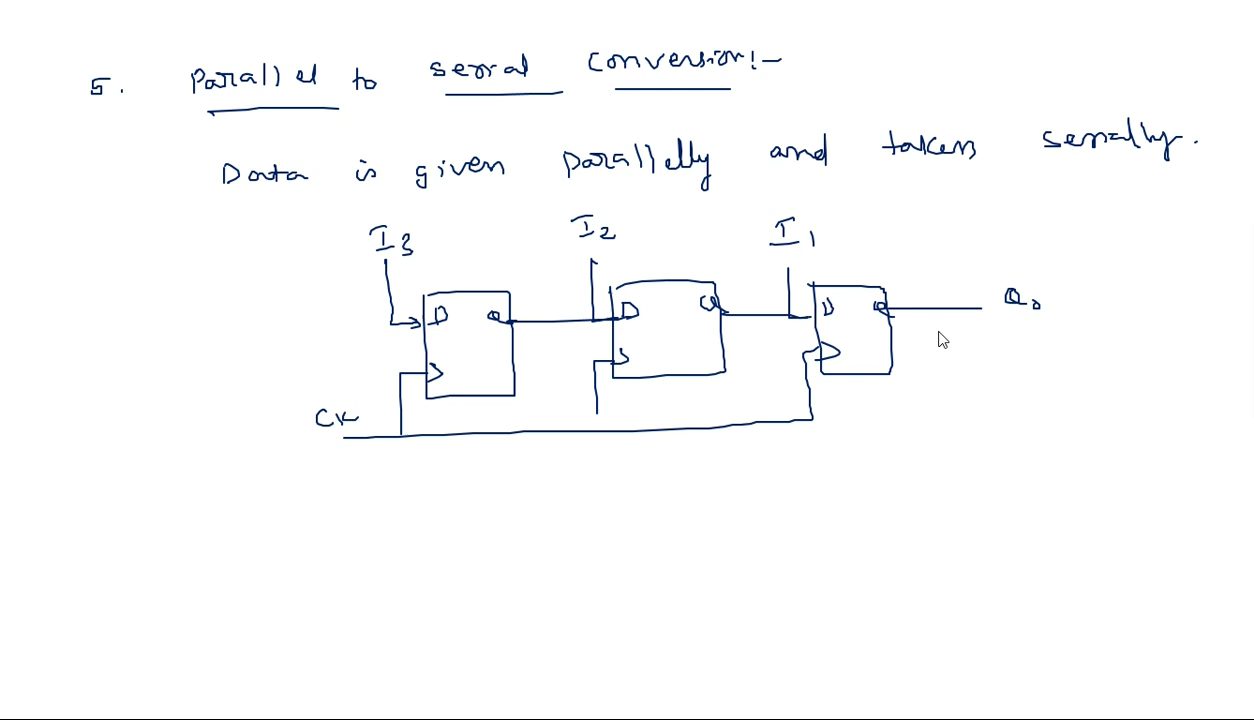 5. Parallel to serial conversion:-
Data is given parallelly and taken serially.
I3 I2 I1
D Q D Q D Q Q0
CK